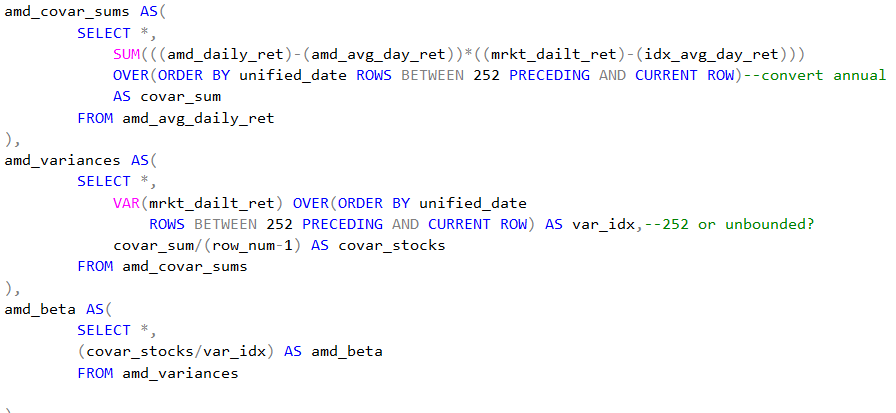 amd_covar_sums AS(
SELECT *,
SUM(((amd_daily_ret)-(amd_avg_day_ret))*((mrkt_dailt_ret)-(idx_avg_day_ret)))
OVER(ORDER BY unified_date ROWS BETWEEN 252 PRECEDING AND CURRENT ROW)--convert annual
AS covar_sum
FROM amd_avg_daily_ret
),
amd_variances AS(
SELECT *,
VAR(mrkt_dailt_ret) OVER(ORDER BY unified_date
ROWS BETWEEN 252 PRECEDING AND CURRENT ROW) AS var_idx,--252 or unbounded?
covar_sum/(row_num-1) AS covar_stocks
FROM amd_covar_sums
),
amd_beta AS(
SELECT *,
(covar_stocks/var_idx) AS amd_beta
FROM amd_variances
)